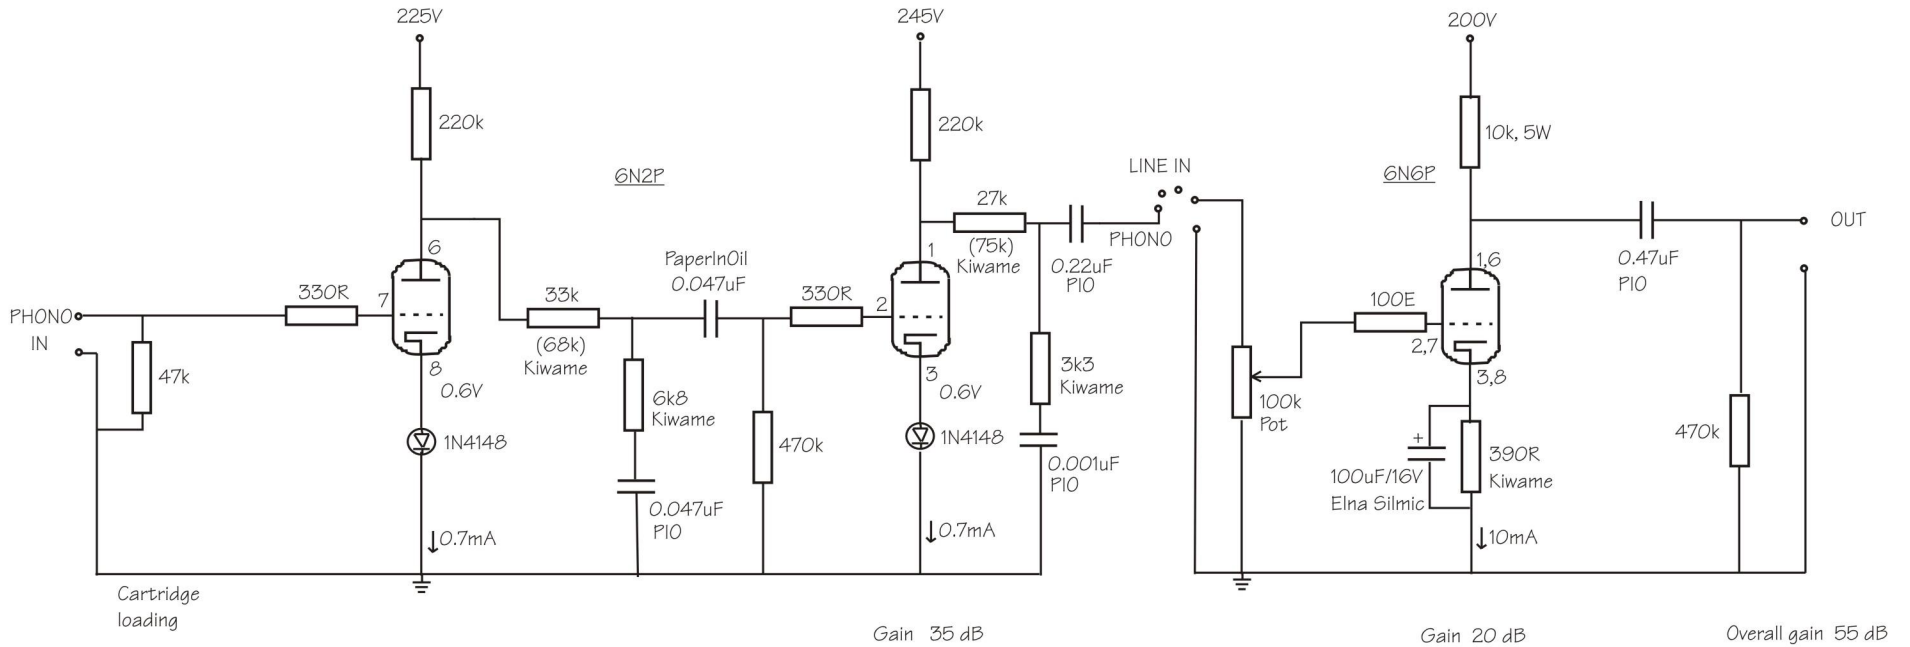 225V
245V
200V
220k
220k
10k, 5W
6N2P
6N6P
LINE IN
PHONO
27k
(75k)
Kiwame
0.22uF
PIO
OUT
0.47uF
PIO
6
7
8
1
2
3
1,6
2,7
3,8
PaperInOil
0.047uF
330R
330R
100E
PHONO
IN
47k
33k
(68k)
Kiwame
0.6V
0.6V
6k8
Kiwame
3k3
Kiwame
100k
Pot
1N4148
1N4148
470k
470k
0.047uF
PIO
0.001uF
PIO
+
100uF/16V
Elna Silmic
390R
Kiwame
0.7mA
0.7mA
10mA
Cartridge
loading
Gain 35 dB
Gain 20 dB
Overall gain 55 dB